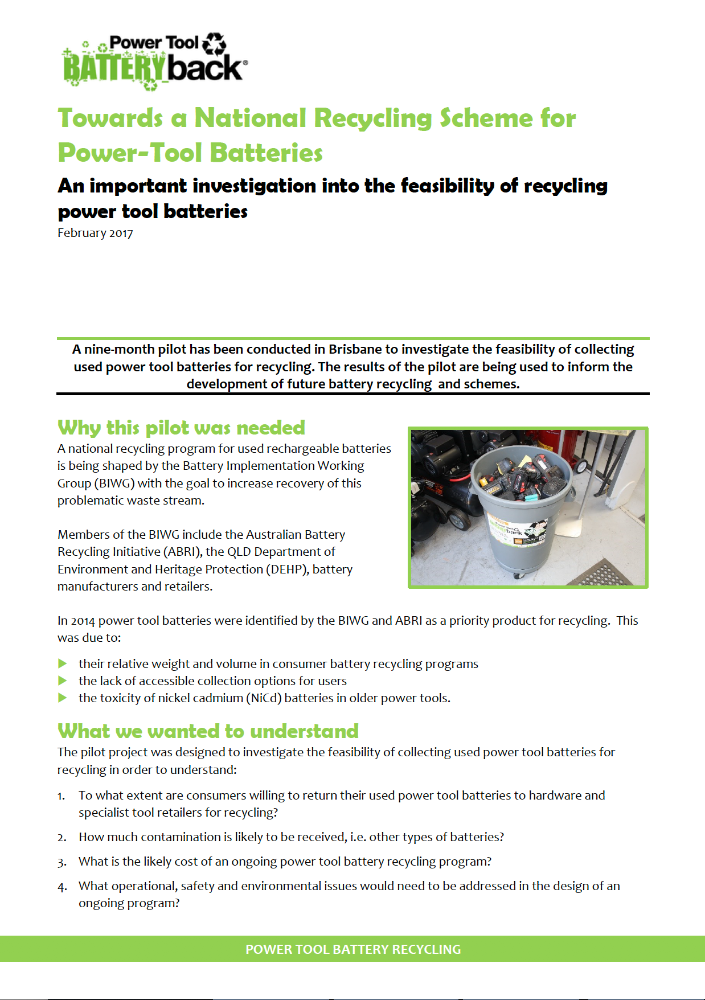 Power Tool
BATTERYback®
Towards a National Recycling Scheme for
Power-Tool Batteries
An important investigation into the feasibility of recycling
power tool batteries
February 2017
A nine-month pilot has been conducted in Brisbane to investigate the feasibility of collecting
used power tool batteries for recycling. The results of the pilot are being used to inform the
development of future battery recycling and schemes.
Why this pilot was needed
A national recycling program for used rechargeable batteries
is being shaped by the Battery Implementation Working
Group (BIWG) with the goal to increase recovery of this
problematic waste stream.
Members of the BIWG include the Australian Battery
Recycling Initiative (ABRI), the QLD Department of
Environment and Heritage Protection (DEHP), battery
manufacturers and retailers.
Power Tool
BATTERYback
In 2014 power tool batteries were identified by the BIWG and ABRI as a priority product for recycling. This
was due to:
their relative weight and volume in consumer battery recycling programs
the lack of accessible collection options for users
the toxicity of nickel cadmium (NiCd) batteries in older power tools.
What we wanted to understand
The pilot project was designed to investigate the feasibility of collecting used power tool batteries for
recycling in order to understand:
1. To what extent are consumers willing to return their used power tool batteries to hardware and
specialist tool retailers for recycling?
2. How much contamination is likely to be received, i.e. other types of batteries?
3. What is the likely cost of an ongoing power tool battery recycling program?
4. What operational, safety and environmental issues would need to be addressed in the design of an
ongoing program?
POWER TOOL BATTERY RECYCLING